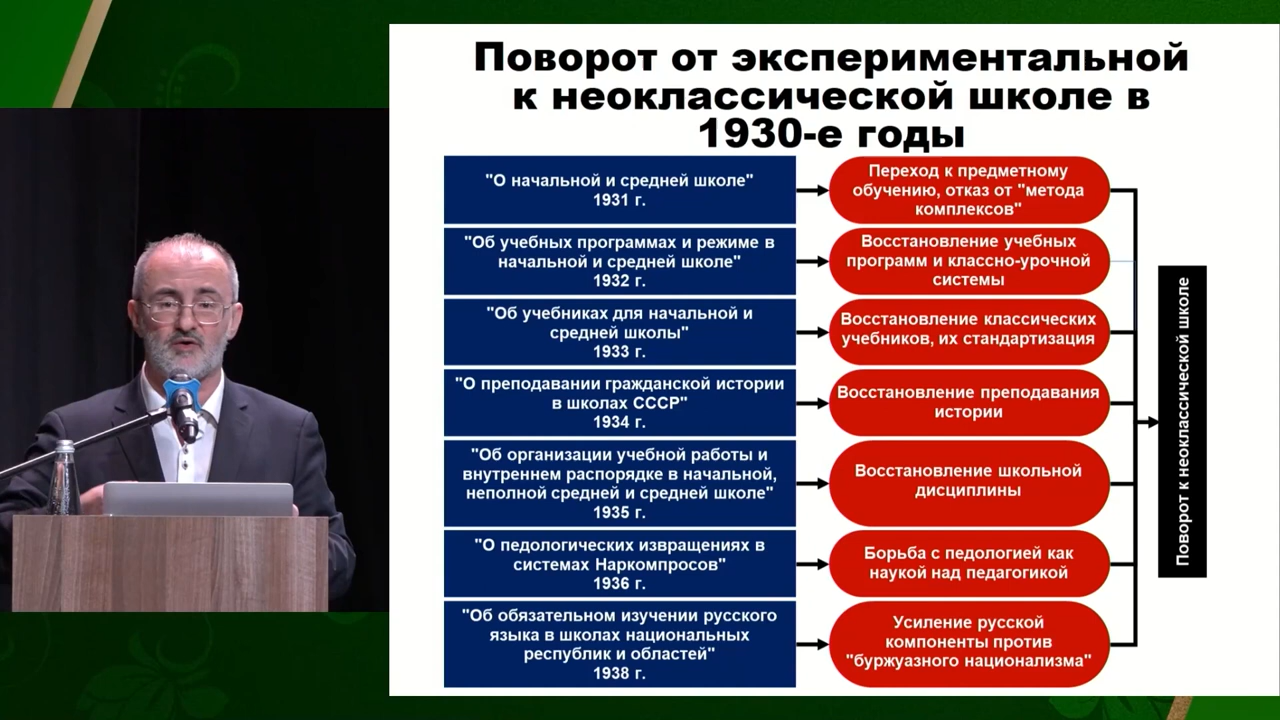 Поворот от экспериментальной
к неоклассической школе в
1930-е годы
"О начальной и средней школе"
1931 г.
Переход к предметному
обучению, отказ от "метода
комплексов"
"Об учебных программах и режиме в
начальной и средней школе"
1932 г.
Восстановление учебных
программ и классно-урочной
системы
"Об учебниках для начальной и
средней школы"
1933 г.
Восстановление классических
учебников, их стандартизация
"О преподавании гражданской истории
в школах СССР"
1934 г.
Восстановление преподавания
истории
"Об организации учебной работы и
внутреннем распорядке в начальной,
неполной средней и средней школе"
1935 г.
Восстановление школьной
дисциплины
"О педологических извращениях в
системах Наркомпросов"
1936 г.
Борьба с педологией как
наукой над педагогикой
"Об обязательном изучении русского
языка в школах национальных
республик и областей"
1938 г.
Усиление русской
компоненты против
"буржуазного национализма"
Поворот к неоклассической школе